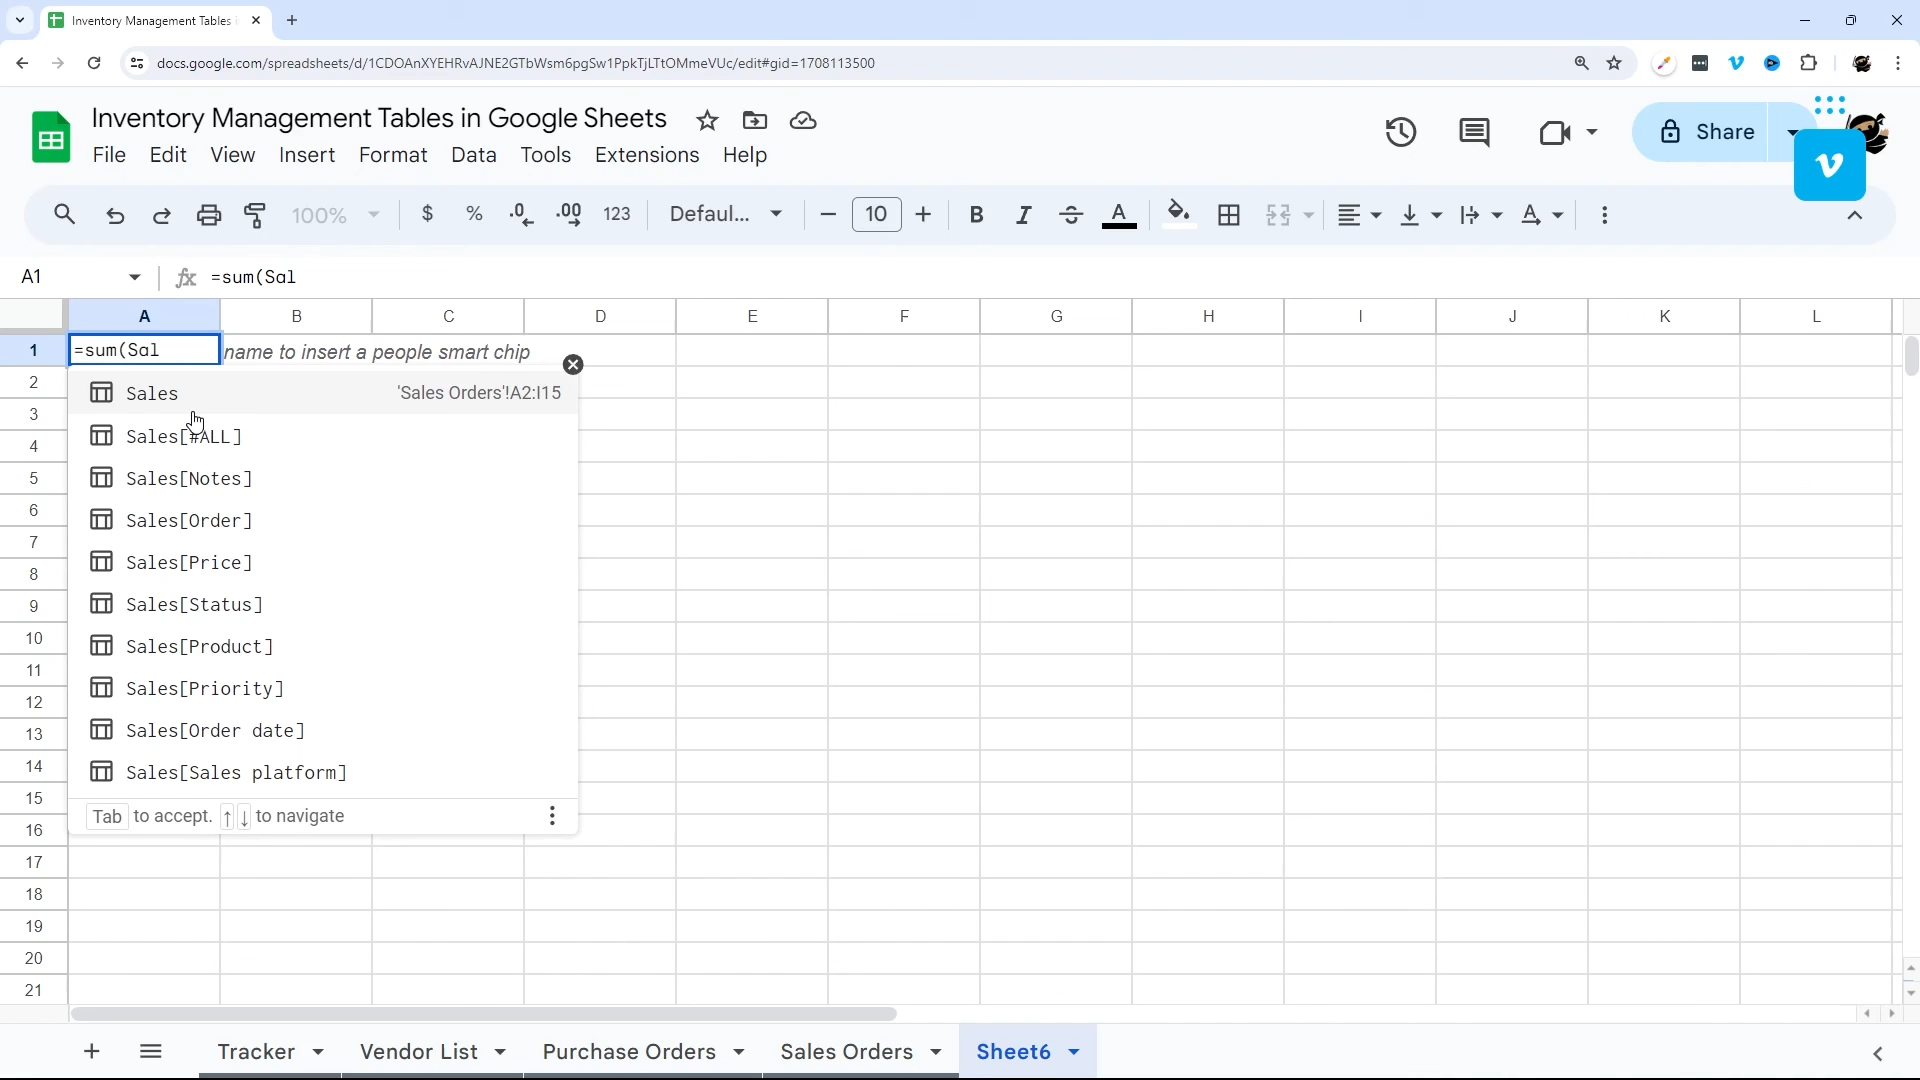 Inventory Management Tables i
docs.google.com/spreadsheets/d/1CDOAnXYEHRvAJNE2GTbWsm6pgSw1PpkTjLTtOMmeVUc/edit#gid=1708113500
Inventory Management Tables in Google Sheets
File Edit View Insert Format Data Tools Extensions Help
Share
100% $ % .0 .00 123 Defaul... 10 B I A
A1 fx =sum(Sal
A B C D E F G H I J K L
1 =sum(Sal name to insert a people smart chip
2
Sales 'Sales Orders'!A2:I15
3
4
Sales[#ALL]
5
Sales[Notes]
6
Sales[Order]
7
8
Sales[Price]
9
Sales[Status]
10
Sales[Product]
11
12
Sales[Priority]
13
Sales[Order date]
14
Sales[Sales platform]
15
Tab to accept. ↑ ↓ to navigate
16
17
18
19
20
21
Tracker Vendor List Purchase Orders Sales Orders Sheet6